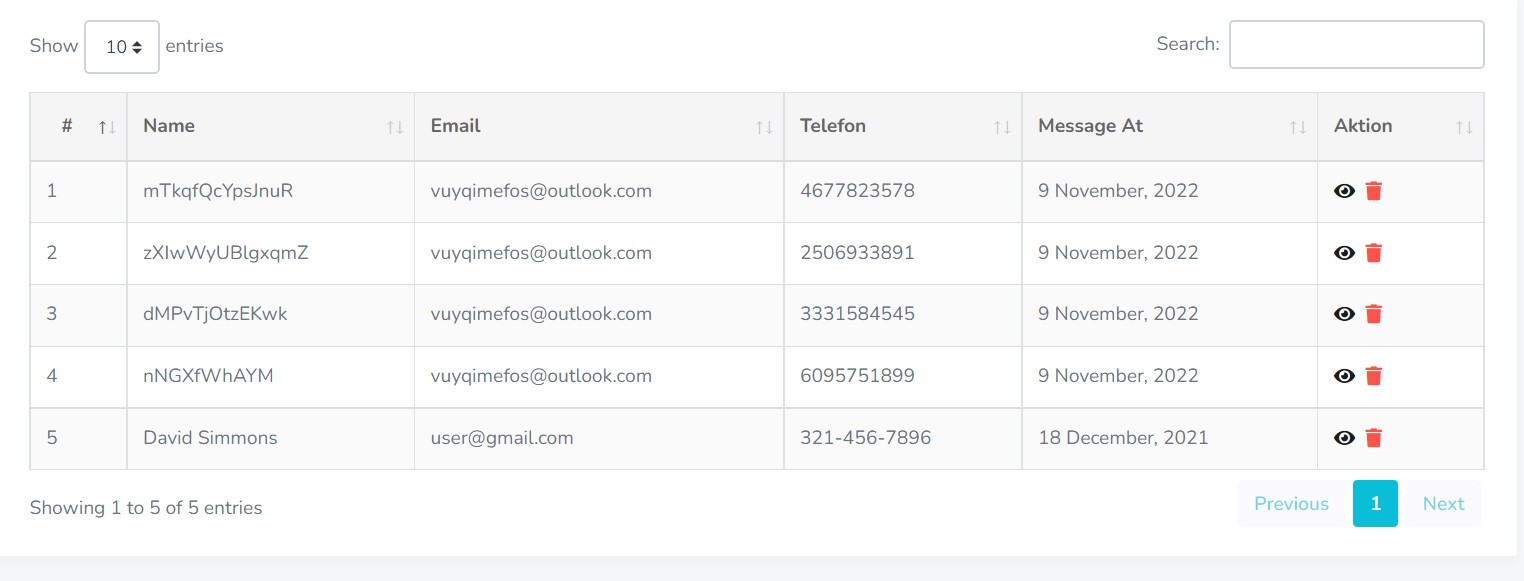 Show 10 entries Search:
# Name Email Telefon Message At Aktion
1 mTkqfQcYpsJnuR vuyqimefos@outlook.com 4677823578 9 November, 2022
2 zXIwWyUBlgxqmZ vuyqimefos@outlook.com 2506933891 9 November, 2022
3 dMPvTjOtzEKwk vuyqimefos@outlook.com 3331584545 9 November, 2022
4 nNGXfWhAYM vuyqimefos@outlook.com 6095751899 9 November, 2022
5 David Simmons user@gmail.com 321-456-7896 18 December, 2021
Showing 1 to 5 of 5 entries Previous 1 Next